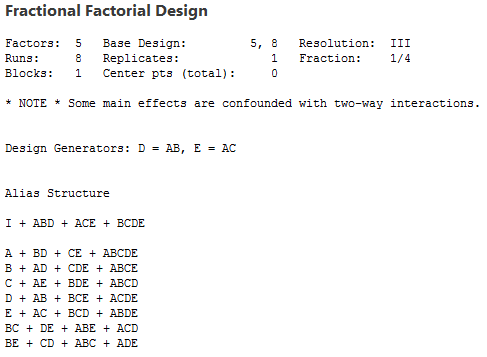 Fractional Factorial Design
Factors: 5 Base Design: 5, 8 Resolution: III
Runs: 8 Replicates: 1 Fraction: 1/4
Blocks: 1 Center pts (total): 0
* NOTE * Some main effects are confounded with two-way interactions.
Design Generators: D = AB, E = AC
Alias Structure
I + ABD + ACE + BCDE
A + BD + CE + ABCDE
B + AD + CDE + ABCE
C + AE + BDE + ABCD
D + AB + BCE + ACDE
E + AC + BCD + ABDE
BC + DE + ABE + ACD
BE + CD + ABC + ADE